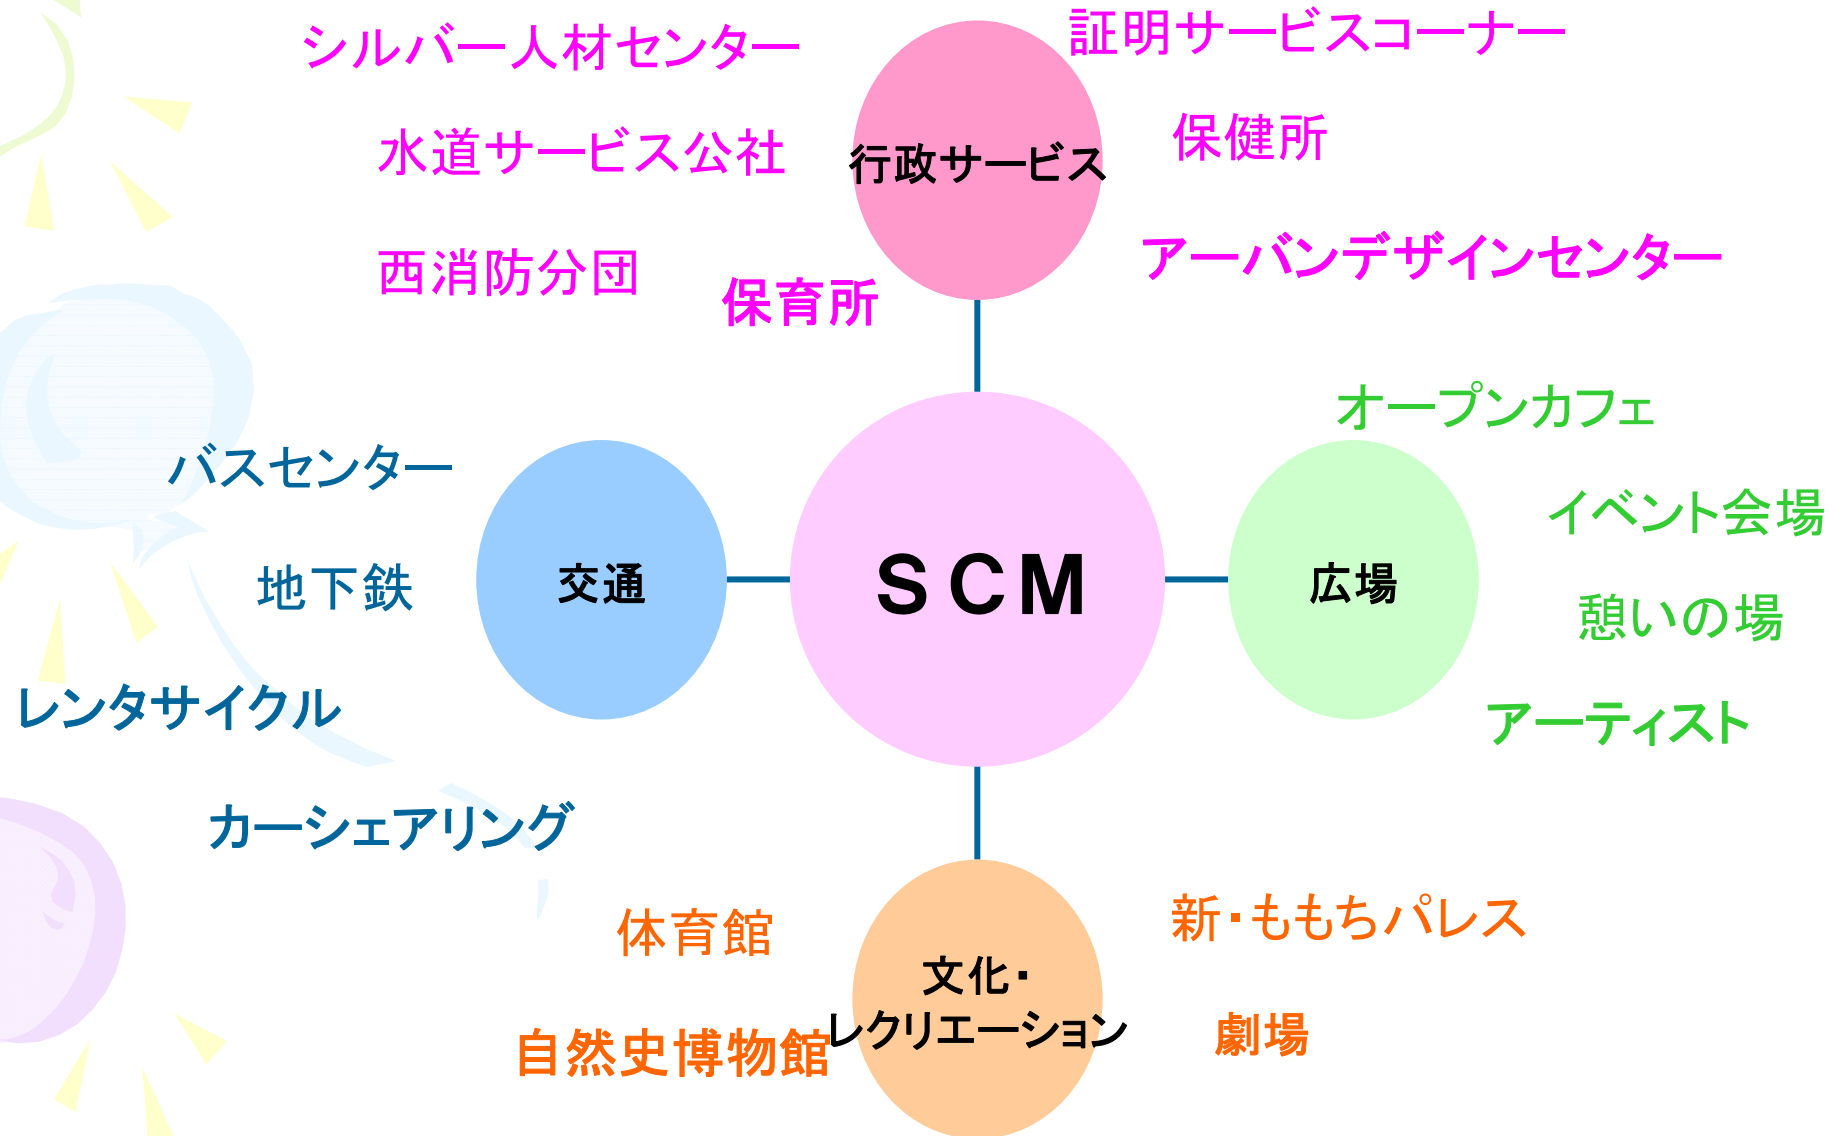 シルバー人材センター
証明サービスコーナー
水道サービス公社
行政サービス
保健所
西消防分団
保育所
アーバンデザインセンター
オープンカフェ
バスセンター
イベント会場
地下鉄
交通
SCM
広場
憩いの場
レンタサイクル
アーティスト
カーシェアリング
体育館
新・ももちパレス
文化・
レクリエーション
自然史博物館
劇場